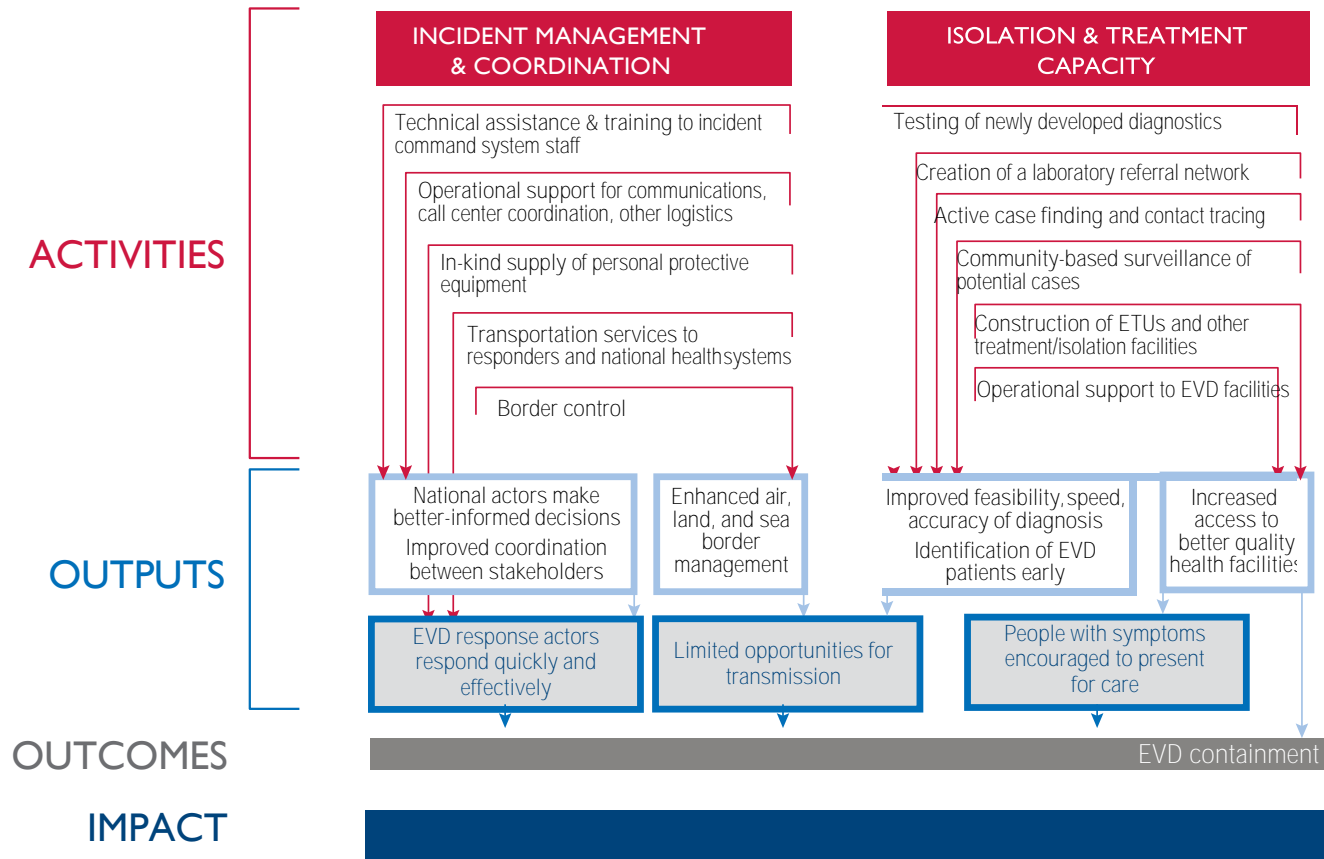 INCIDENT MANAGEMENT
& COORDINATION
ISOLATION & TREATMENT
CAPACITY
ACTIVITIES
Technical assistance & training to incident
command system staff
Operational support for communications,
call center coordination, other logistics
In-kind supply of personal protective
equipment
Transportation services to
responders and national healthsystems
Border control
Testing of newly developed diagnostics
Creation of a laboratory referral network
Active case finding and contact tracing
Community-based surveillance of
potential cases
Construction of ETUs and other
treatment/isolation facilities
Operational support to EVD facilities
OUTPUTS
National actors make
better-informed decisions
Improved coordination
between stakeholders
Enhanced air,
land, and sea
border
management
Improved feasibility, speed,
accuracy of diagnosis
Identification of EVD
patients early
Increased
access to
better quality
health facilities
EVD response actors
respond quickly and
effectively
Limited opportunities for
transmission
People with symptoms
encouraged to present
for care
OUTCOMES
EVD containment
IMPACT